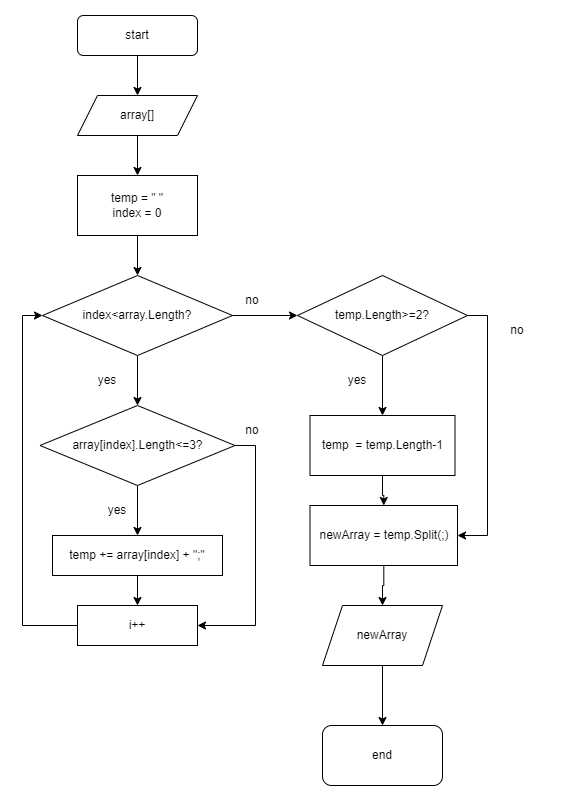 start
array[]
temp = " "
index = 0
index<array.Length?
no
temp.Length>=2?
no
yes
yes
array[index].Length<=3?
no
temp = temp.Length-1
yes
temp += array[index] + ";"
newArray = temp.Split(;)
i++
newArray
end